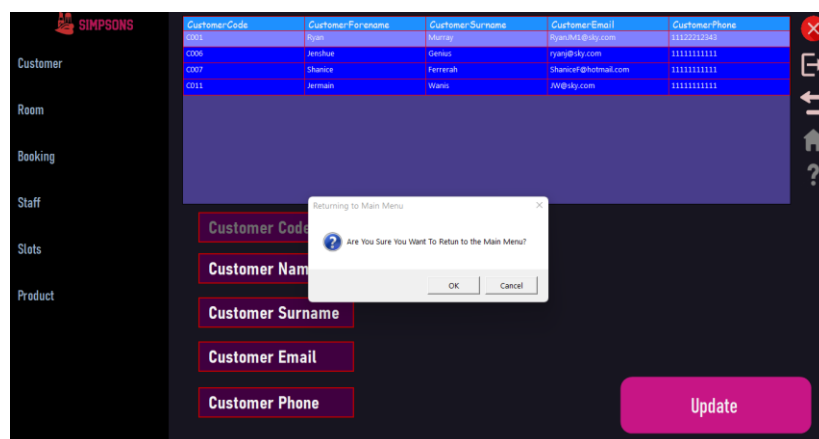 SIMPSONS
Customer
Room
Booking
Staff
Slots
Product
CustomerCode CustomerForename CustomerSurname CustomerEmail CustomerPhone
C001 Ryan Murray RyanJM1@sky.com 11122212343
C006 Jenshue Genius ryanj@sky.com 11111111111
C007 Shanice Ferrerah ShaniceF@hotmail.com 11111111111
C011 Jermain Wanis JW@sky.com 11111111111
Returning to Main Menu
Are You Sure You Want To Retun to the Main Menu?
OK Cancel
Customer Code
Customer Nam
Customer Surname
Customer Email
Customer Phone
Update
?